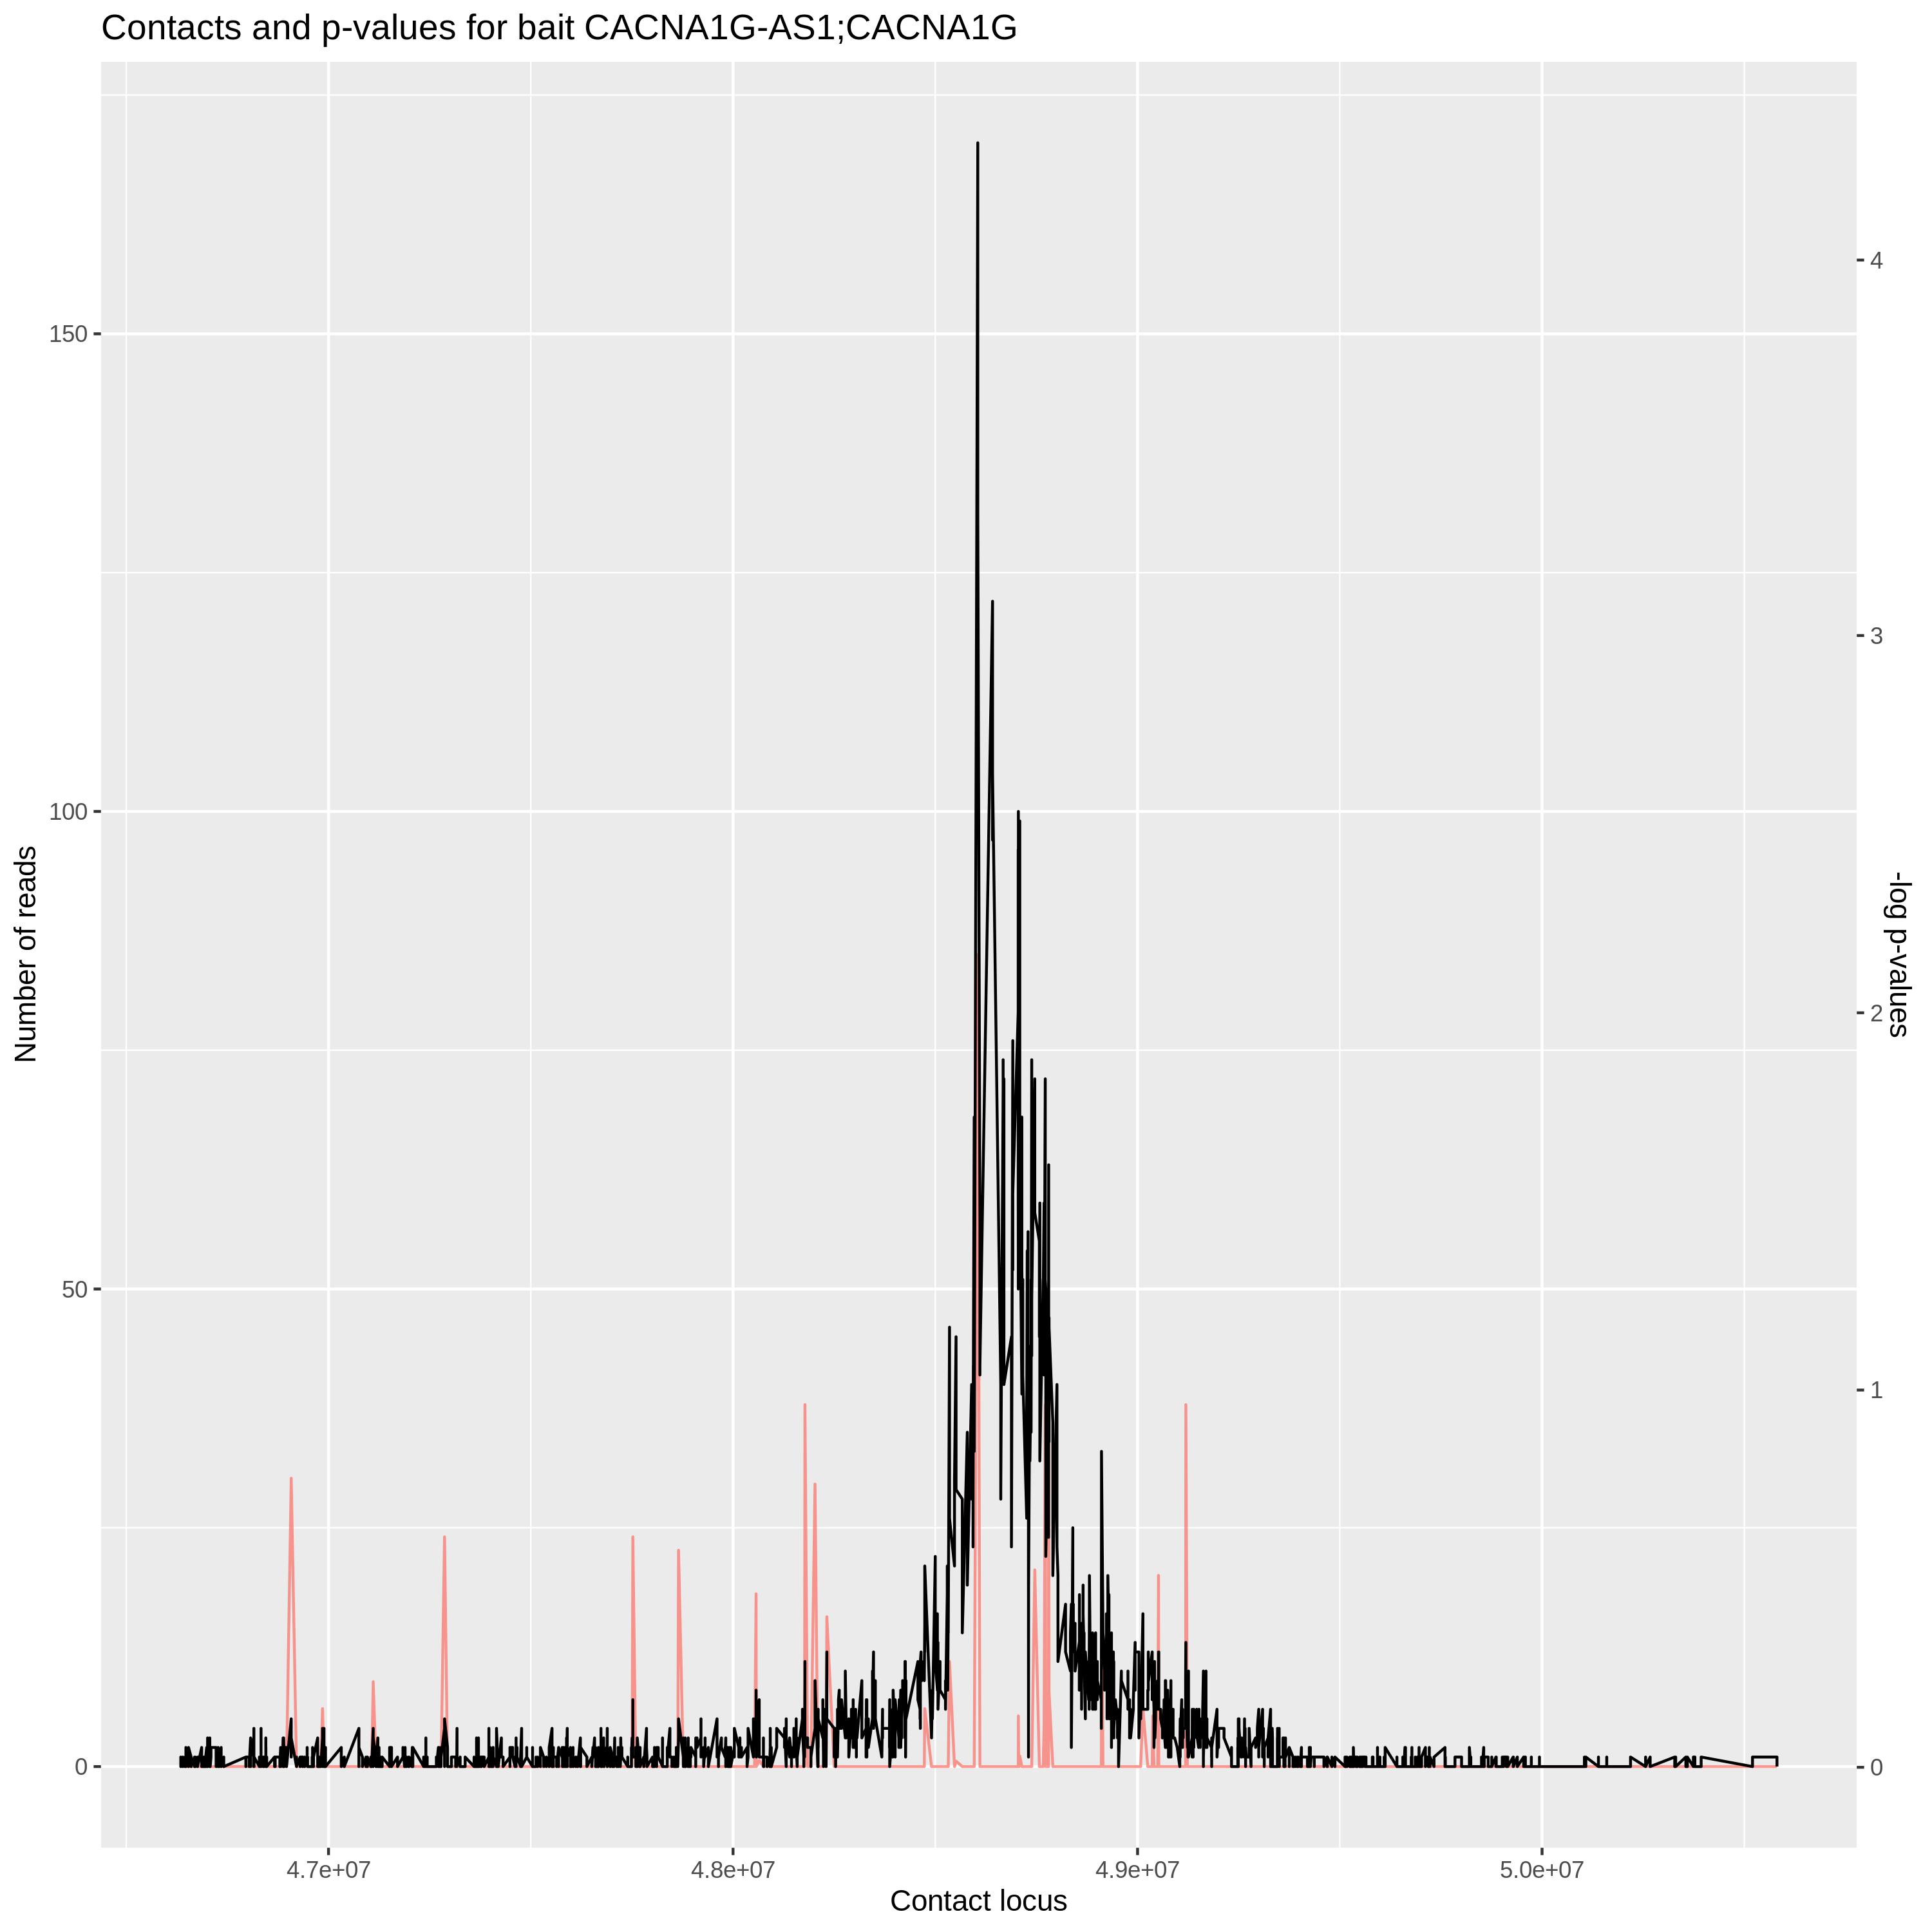 Contacts and p-values for bait CACNA1G-AS1;CACNA1G
Number of reads
150
100
50
0
4
3
2
1
0
-log p-values
4.7e+07
4.8e+07
4.9e+07
5.0e+07
Contact locus